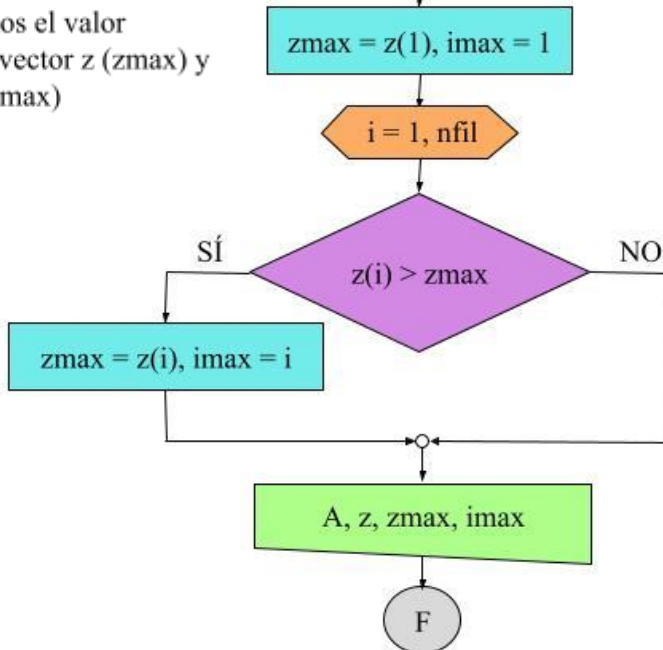 os el valor
vector z (zmax) y
max)
zmax = z(1), imax = 1
i = 1, nfil
SÍ
NO
z(i) > zmax
zmax = z(i), imax = i
A, z, zmax, imax
F